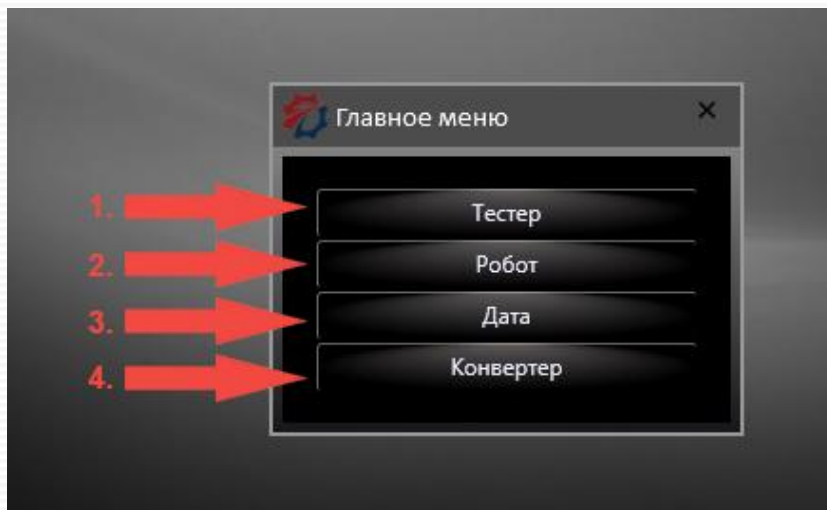 Главное меню
1. Тестер
2. Робот
3. Дата
4. Конвертер